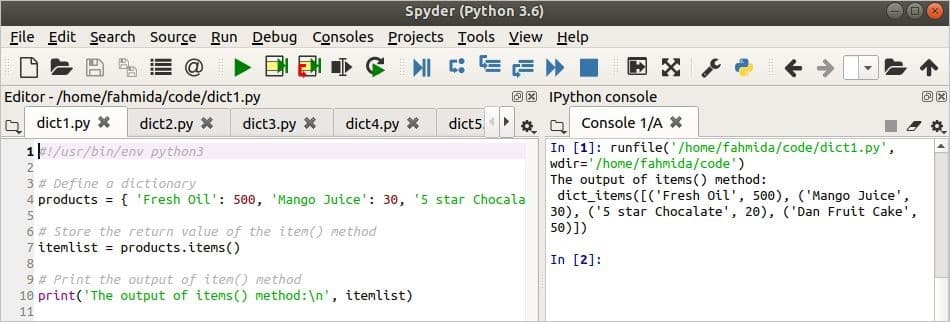 Spyder (Python 3.6)
File Edit Search Source Run Debug Consoles Projects Tools View Help
Editor - /home/fahmida/code/dict1.py
dict1.py dict2.py dict3.py dict4.py dict5.
1 #!/usr/bin/env python3
2
3 # Define a dictionary
4 products = { 'Fresh Oil': 500, 'Mango Juice': 30, '5 star Chocala
5
6 # Store the return value of the item() method
7 itemlist = products.items()
8
9 # Print the output of item() method
10 print('The output of items() method:\n', itemlist)
11
IPython console
Console 1/A
In [1]: runfile('/home/fahmida/code/dict1.py',
wdir='/home/fahmida/code')
The output of items() method:
dict_items([('Fresh Oil', 500), ('Mango Juice',
30), ('5 star Chocalate', 20), ('Dan Fruit Cake',
50)])
In [2]: